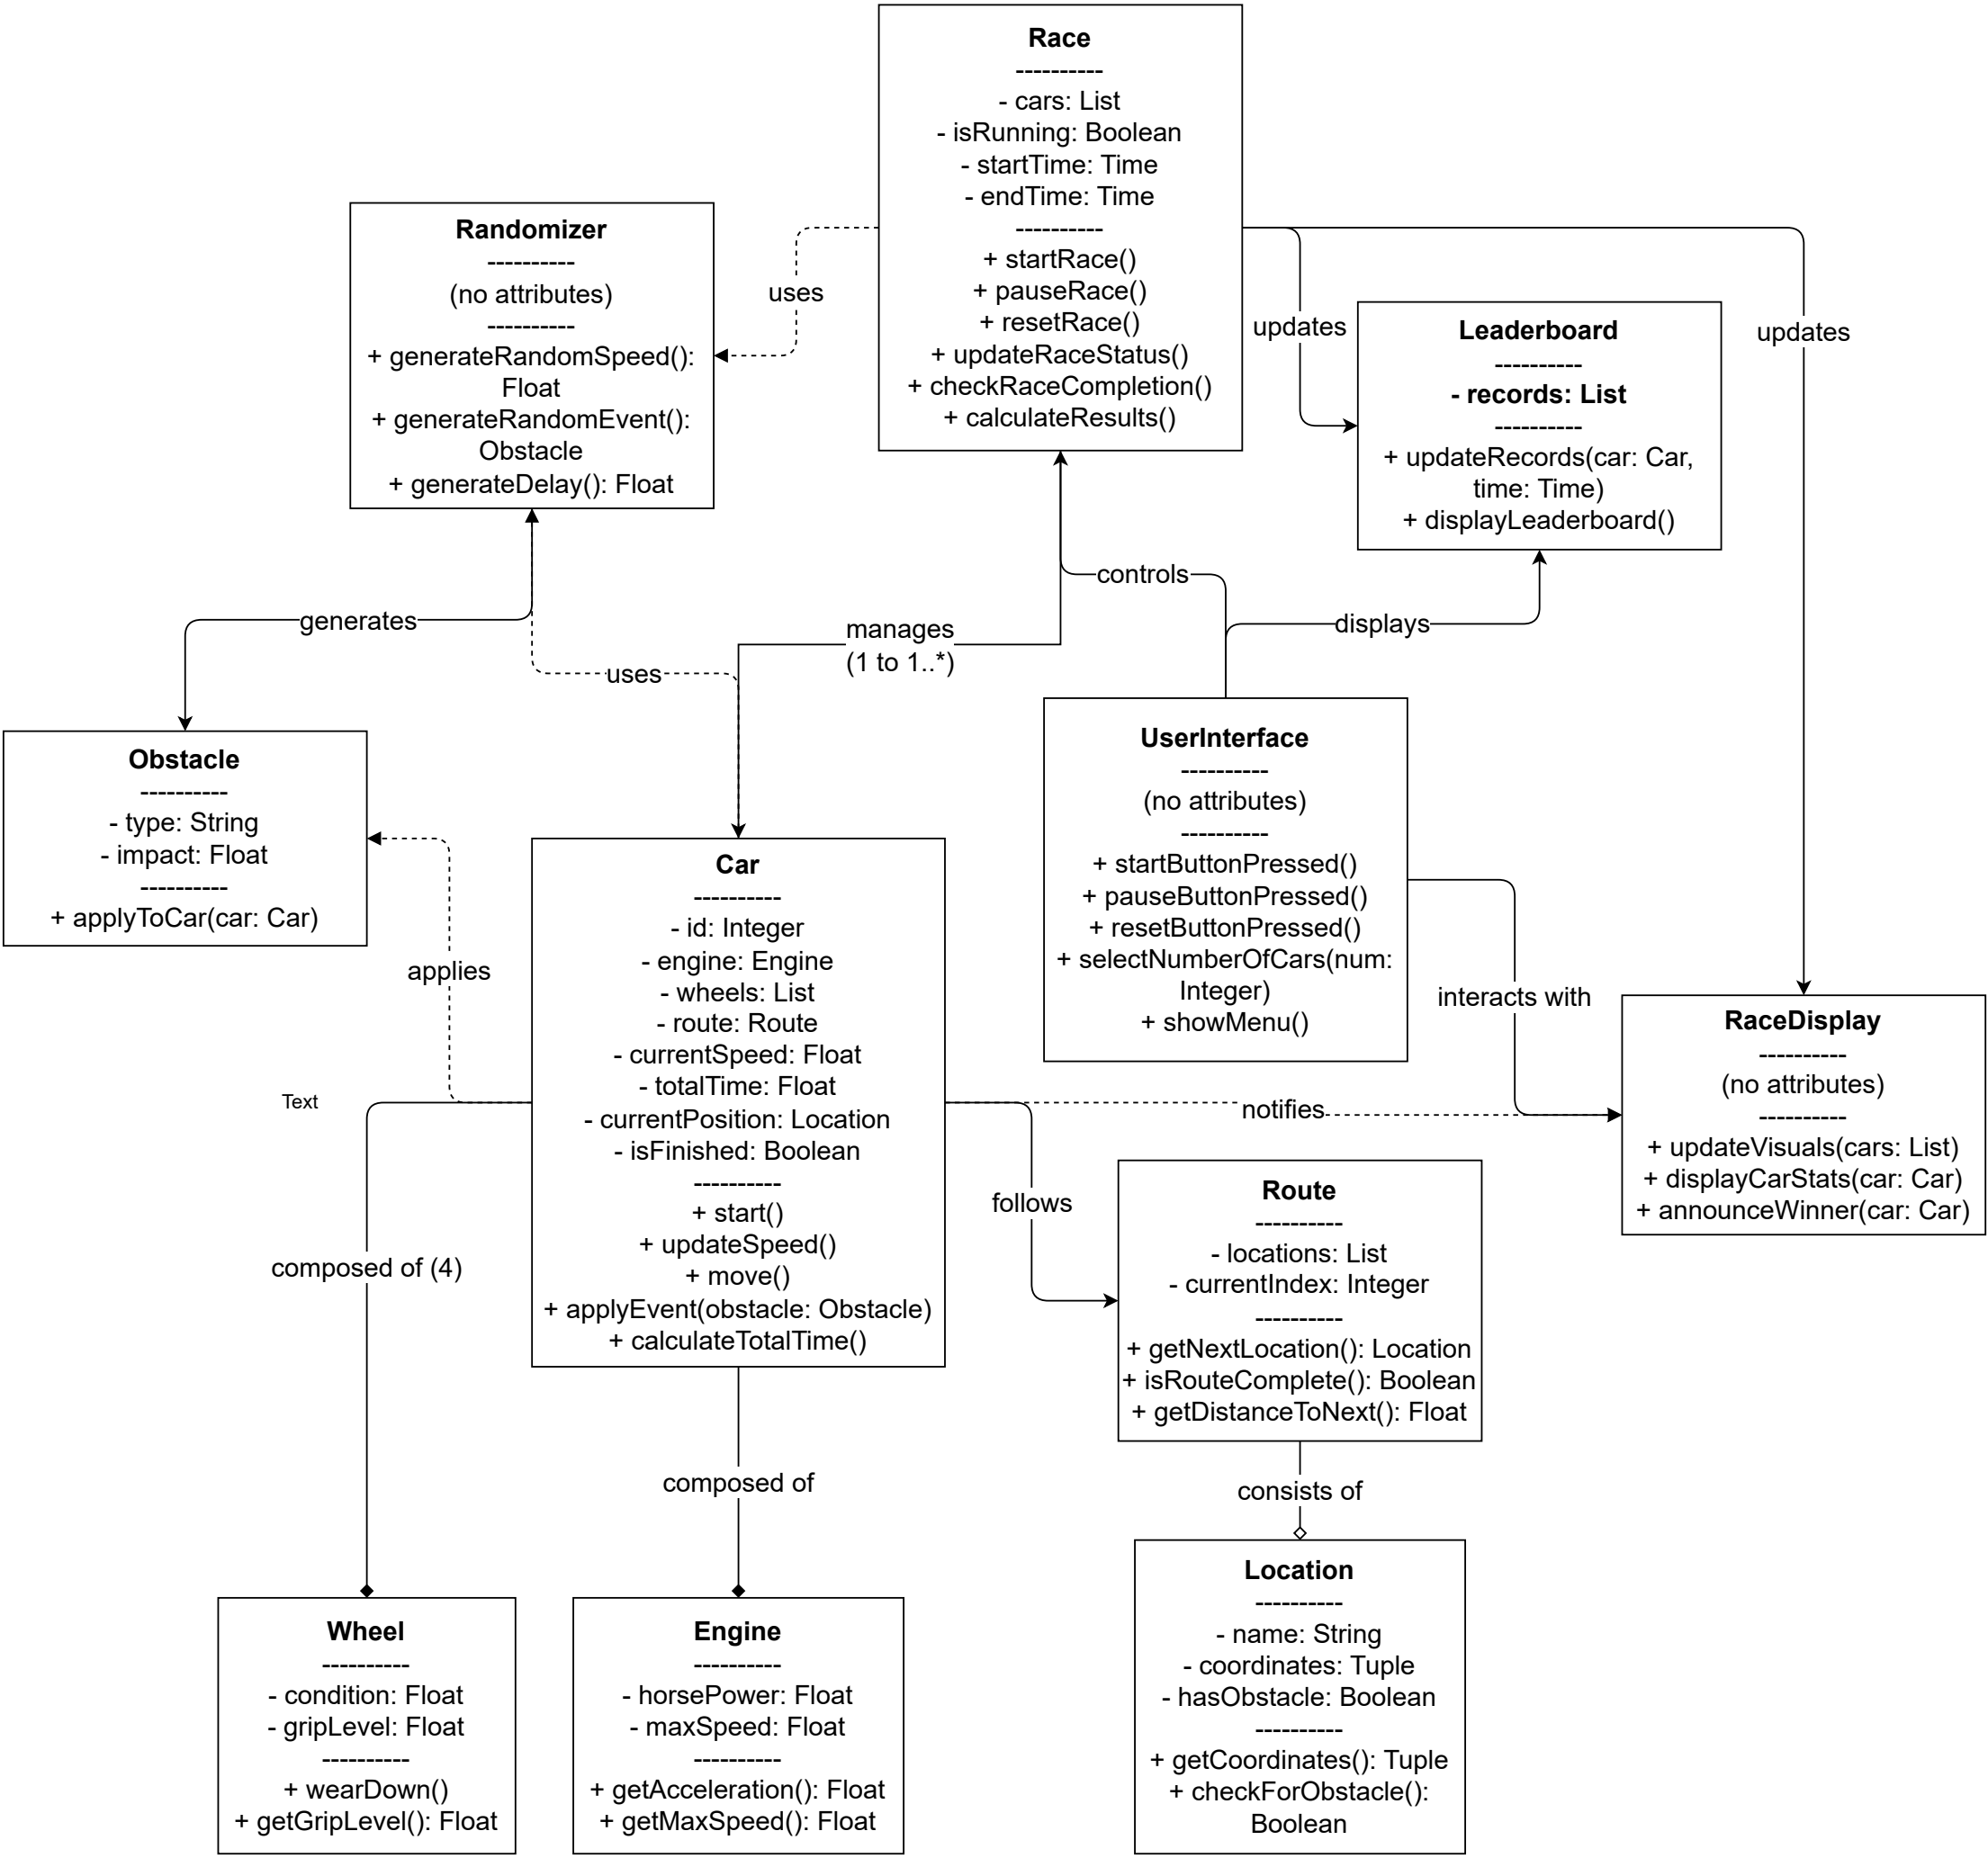 Race
----------
- cars: List
- isRunning: Boolean
- startTime: Time
- endTime: Time
----------
+ startRace()
+ pauseRace()
+ resetRace()
+ updateRaceStatus()
+ checkRaceCompletion()
+ calculateResults()
Randomizer
----------
(no attributes)
----------
+ generateRandomSpeed():
Float
+ generateRandomEvent():
Obstacle
+ generateDelay(): Float
uses
updates
Leaderboard
----------
- records: List
----------
+ updateRecords(car: Car,
time: Time)
+ displayLeaderboard()
updates
generates
uses
manages
(1 to 1..*)
controls
displays
Obstacle
----------
- type: String
- impact: Float
----------
+ applyToCar(car: Car)
applies
Car
----------
- id: Integer
- engine: Engine
- wheels: List
- route: Route
- currentSpeed: Float
- totalTime: Float
- currentPosition: Location
- isFinished: Boolean
----------
+ start()
+ updateSpeed()
+ move()
+ applyEvent(obstacle: Obstacle)
+ calculateTotalTime()
UserInterface
----------
(no attributes)
----------
+ startButtonPressed()
+ pauseButtonPressed()
+ resetButtonPressed()
+ selectNumberOfCars(num:
Integer)
+ showMenu()
interacts with
RaceDisplay
----------
(no attributes)
----------
+ updateVisuals(cars: List)
+ displayCarStats(car: Car)
+ announceWinner(car: Car)
Text
notifies
follows
Route
----------
- locations: List
- currentIndex: Integer
----------
+ getNextLocation(): Location
+ isRouteComplete(): Boolean
+ getDistanceToNext(): Float
composed of (4)
composed of
consists of
Wheel
----------
- condition: Float
- gripLevel: Float
----------
+ wearDown()
+ getGripLevel(): Float
Engine
----------
- horsePower: Float
- maxSpeed: Float
----------
+ getAcceleration(): Float
+ getMaxSpeed(): Float
Location
----------
- name: String
- coordinates: Tuple
- hasObstacle: Boolean
----------
+ getCoordinates(): Tuple
+ checkForObstacle():
Boolean